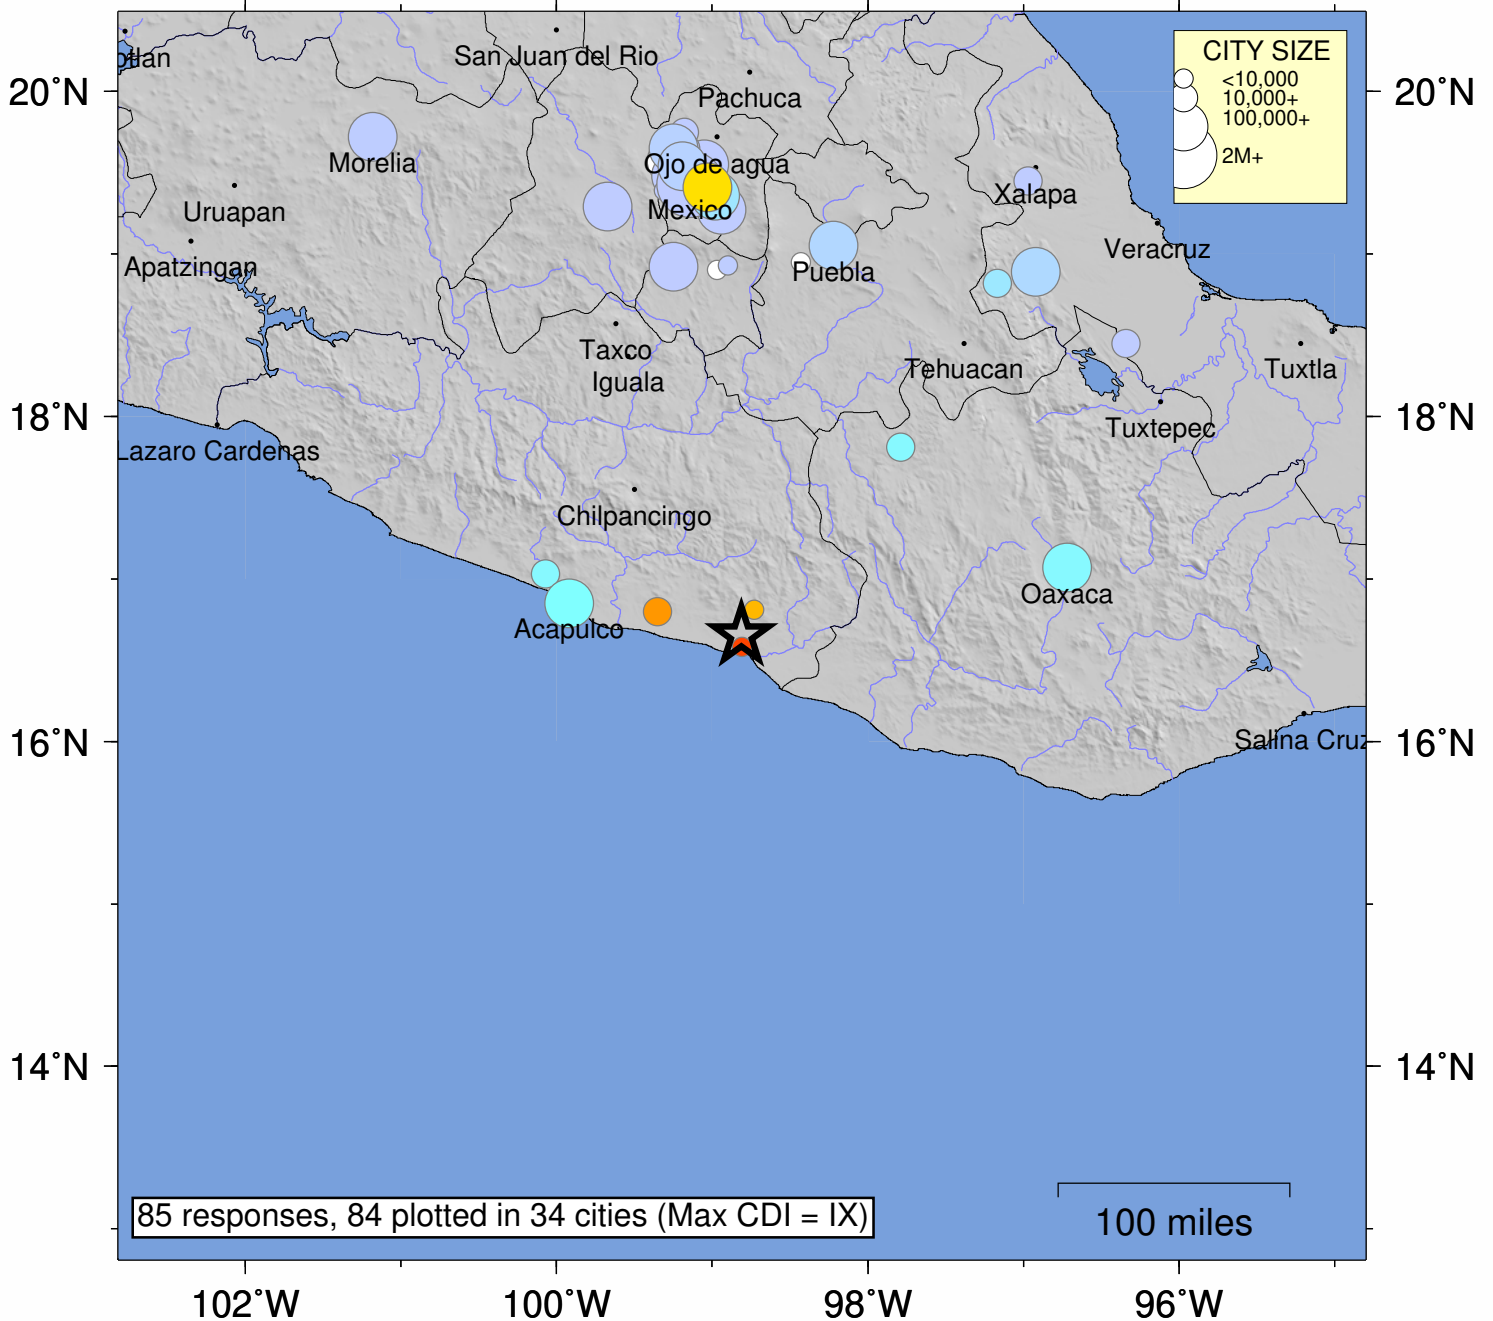 San Juan del Rio
otlan
CITY SIZE
<10,000
10,000+
100,000+
2M+
20°N
20°N
Pachuca
Morelia
Ojo de agua
Xalapa
Uruapan
Mexico
Veracruz
Apatzingan
Puebla
Taxco
Iguala
Tehuacan
Tuxtla
18°N
18°N
Tuxtepec
Lazaro Cardenas
Chilpancingo
Oaxaca
Acapulco
16°N
Salina Cruz
16°N
14°N
14°N
85 responses, 84 plotted in 34 cities (Max CDI = IX)
100 miles
102°W
100°W
98°W
96°W